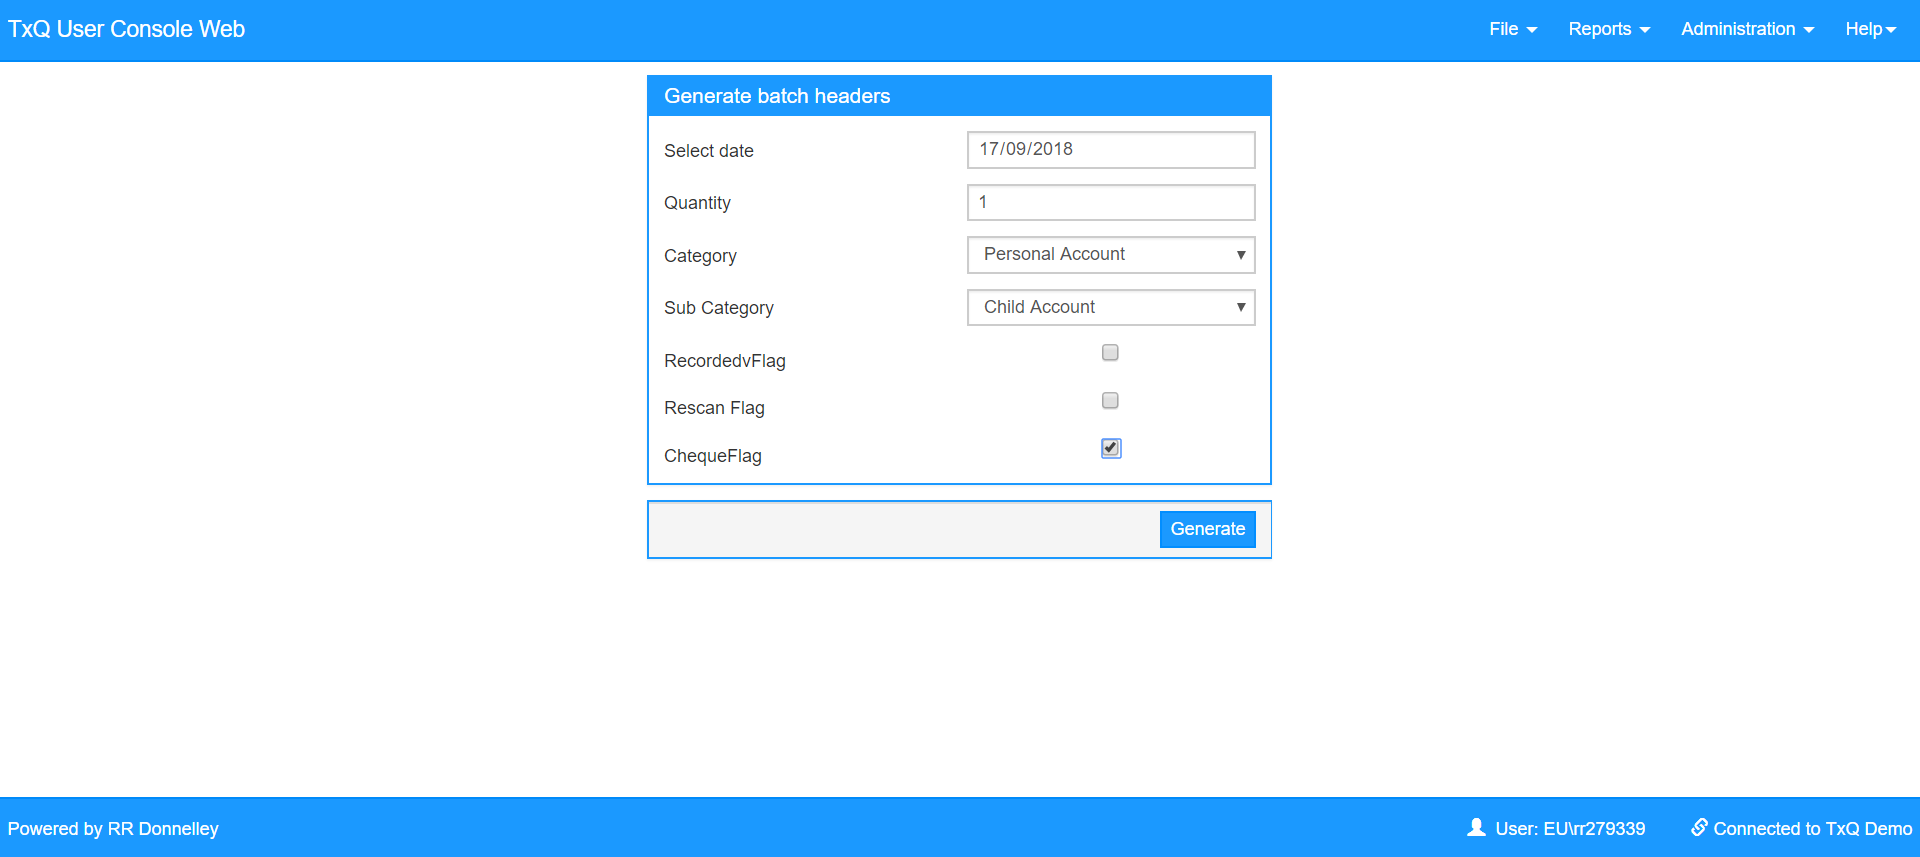 TxQ User Console Web
File
Reports
Administration
Help
Generate batch headers
Select date
17/09/2018
Quantity
1
Category
Personal Account
Sub Category
Child Account
RecordedvFlag
Rescan Flag
ChequeFlag
Generate
Powered by RR Donnelley
User: EU\rr279339
Connected to TxQ Demo